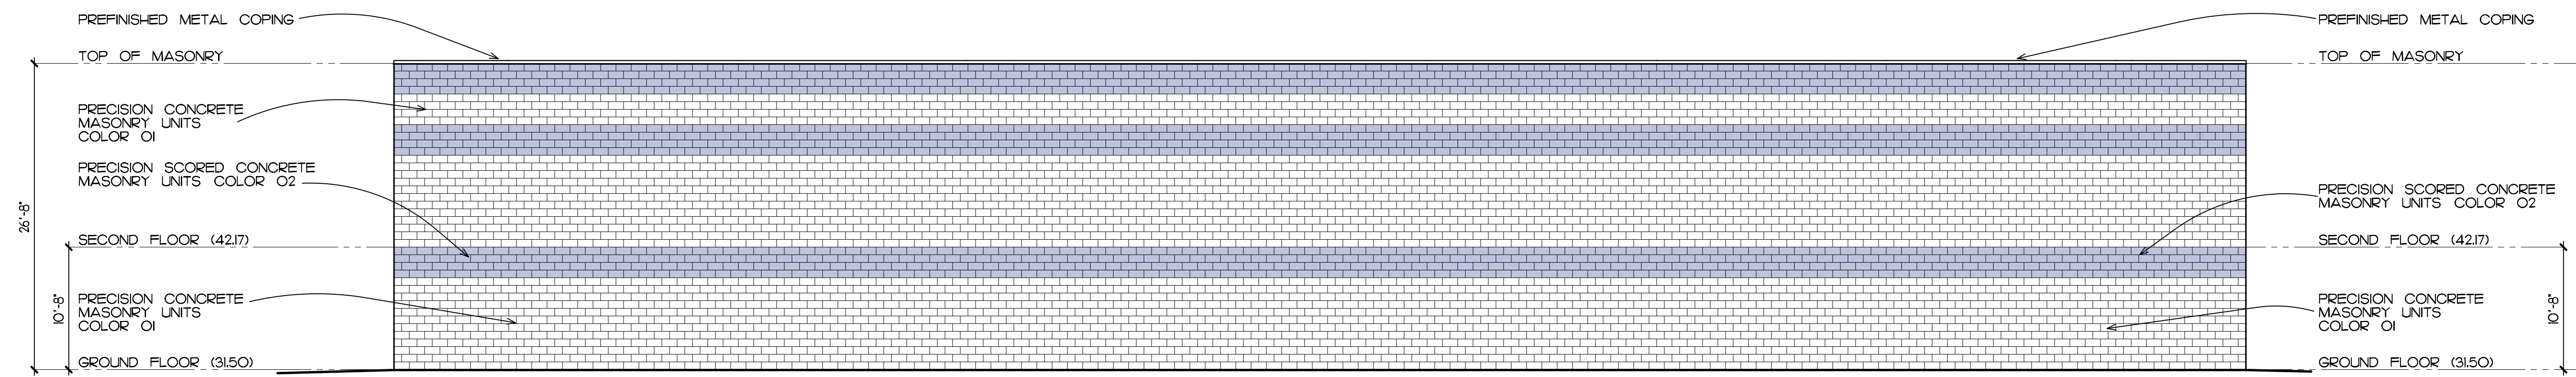 PREFINISHED METAL COPING
TOP OF MASONRY
PRECISION CONCRETE
MASONRY UNITS
COLOR 01
PRECISION SCORED CONCRETE
MASONRY UNITS COLOR 02
26'-8"
SECOND FLOOR (42.17)
10'-8"
PRECISION CONCRETE
MASONRY UNITS
COLOR 01
GROUND FLOOR (31.50)
PREFINISHED METAL COPING
TOP OF MASONRY
PRECISION SCORED CONCRETE
MASONRY UNITS COLOR 02
SECOND FLOOR (42.17)
PRECISION CONCRETE
MASONRY UNITS
COLOR 01
10'-8"
GROUND FLOOR (31.50)